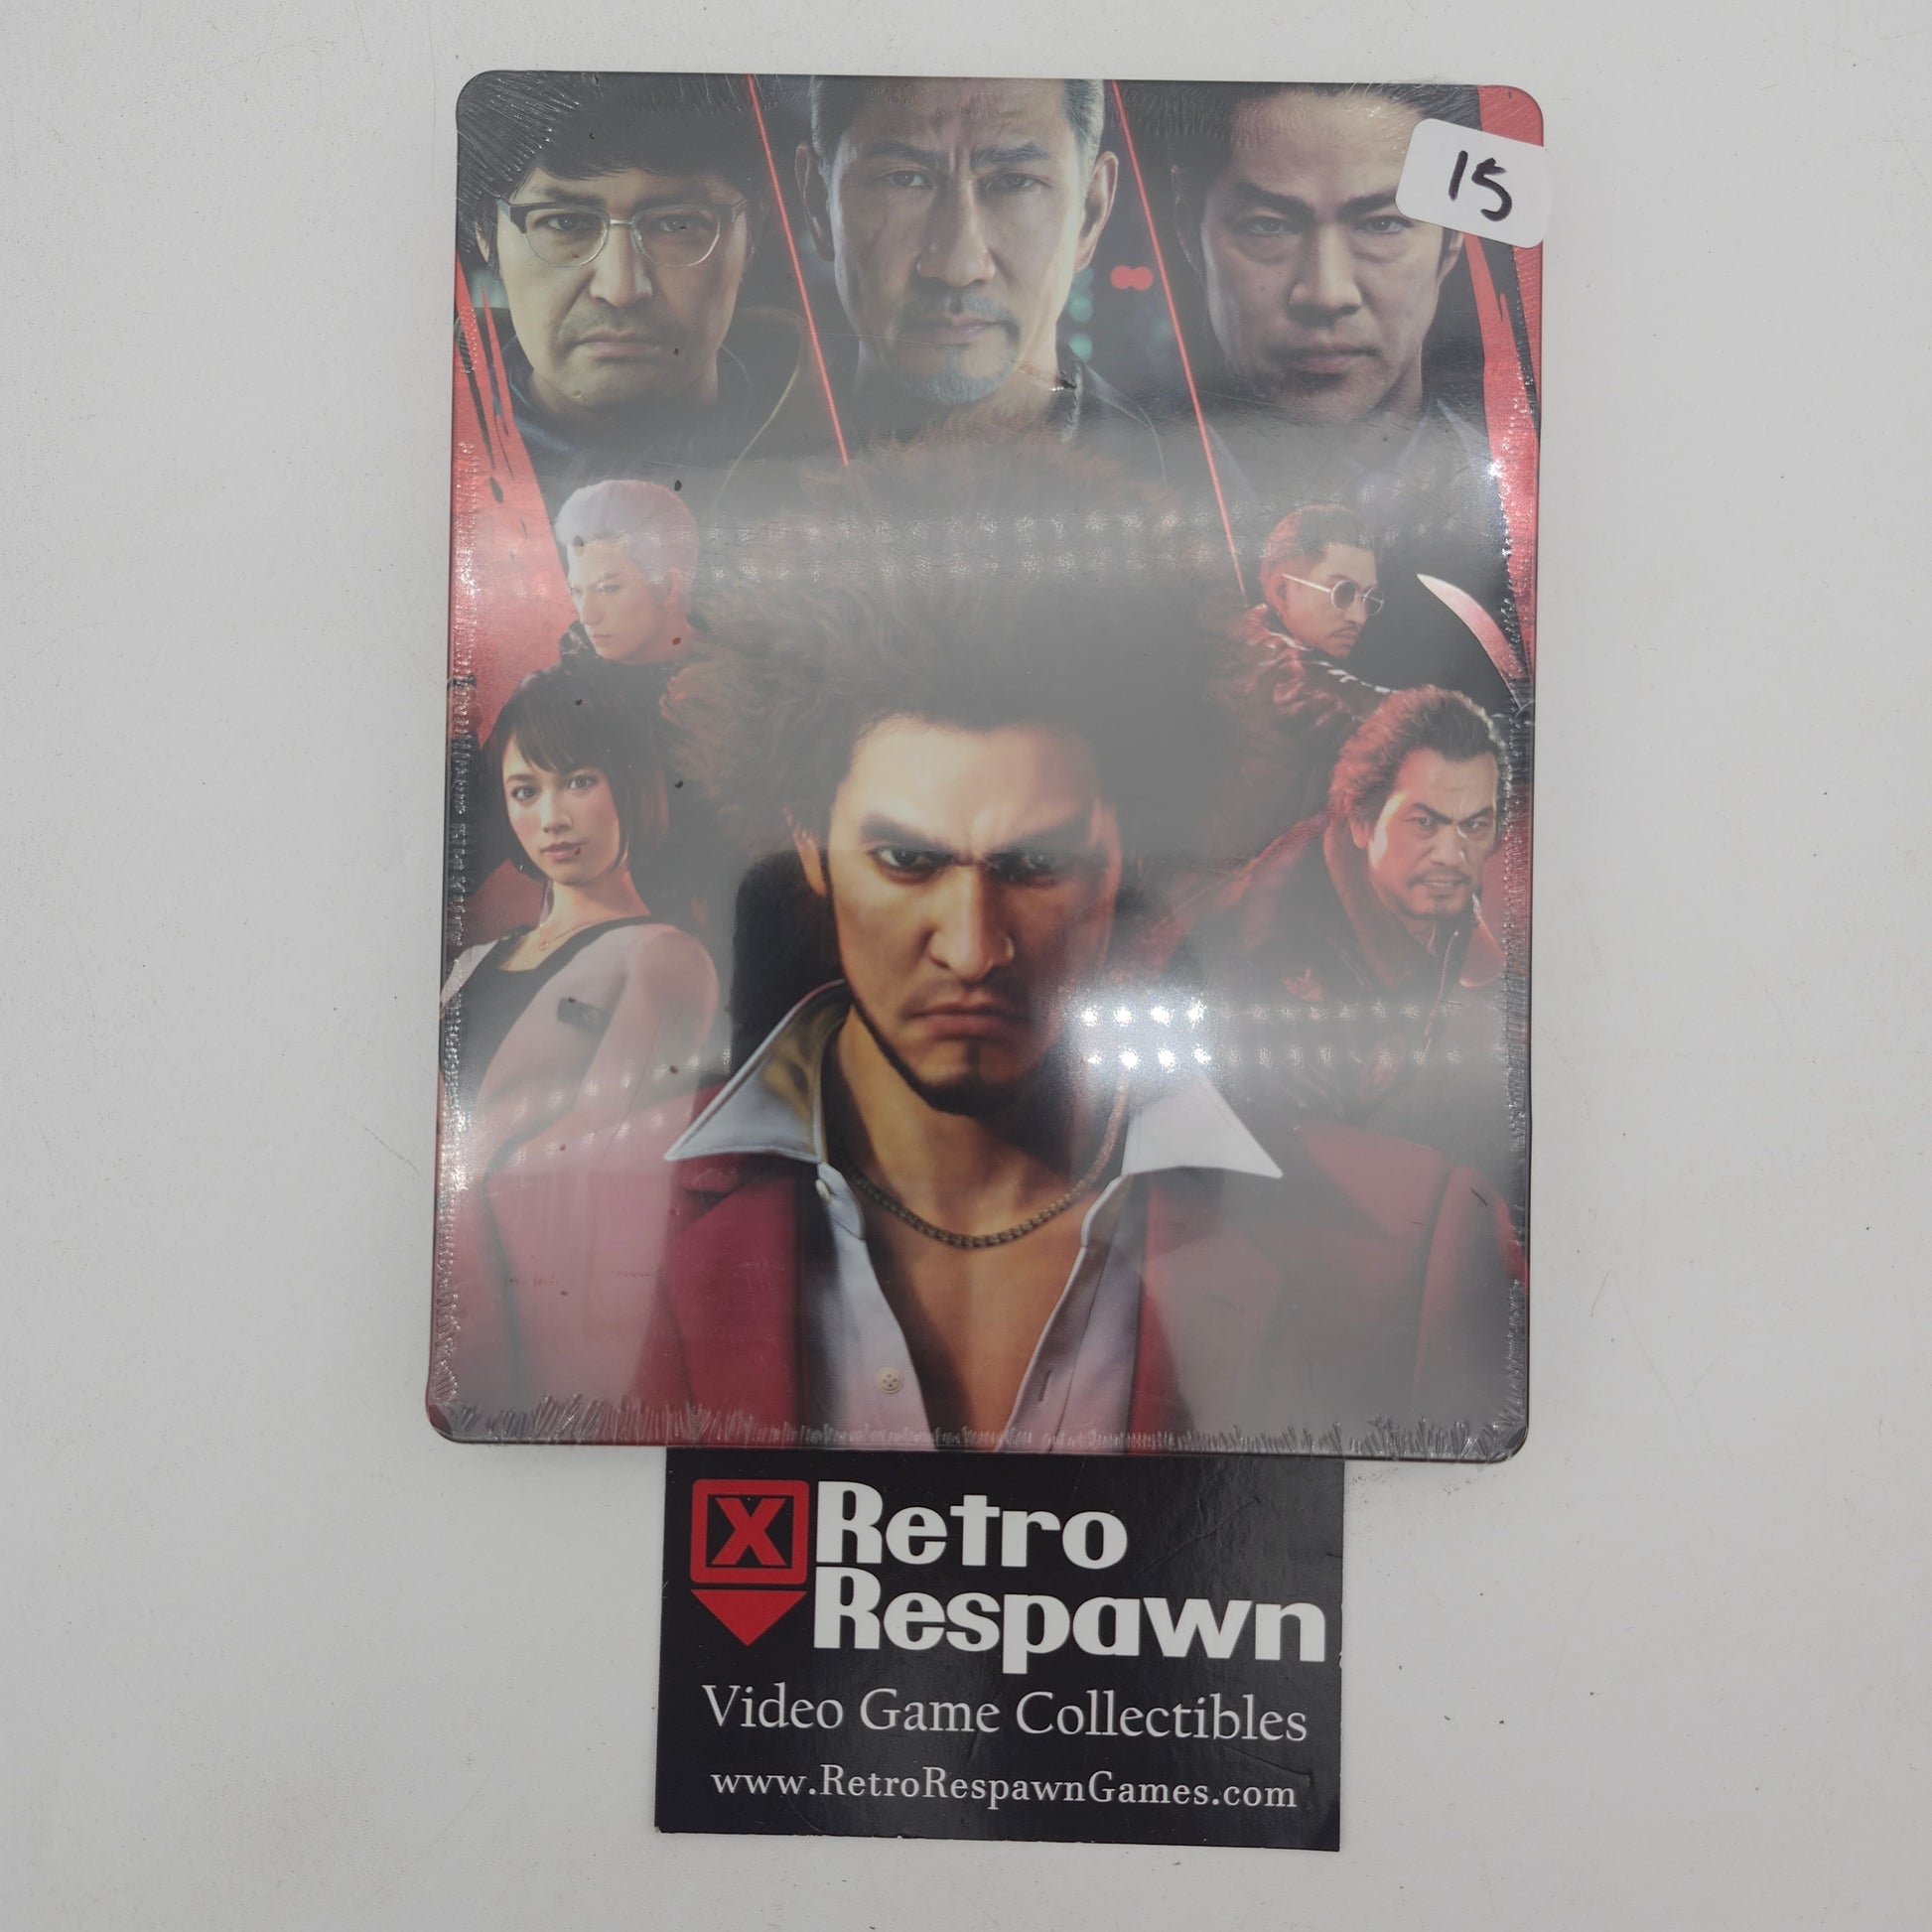 15
X Retro
Respawn
Video Game Collectibles
www.RetroRespawnGames.com